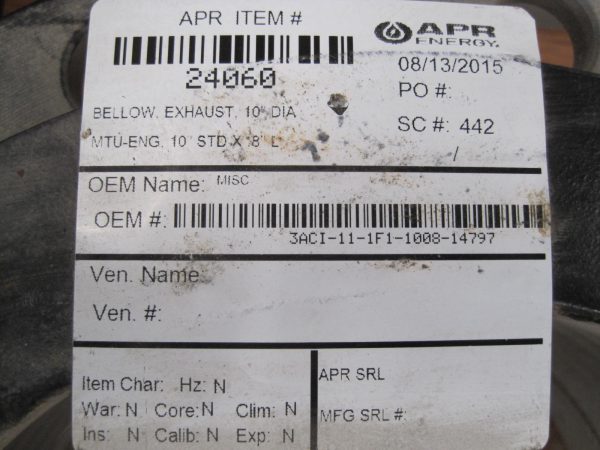 APR ITEM #
APR
ENERGY
24060
08/13/2015
PO #:
BELLOW, EXHAUST, 10" DIA
MTU-ENG, 10" STD X 8" L
SC #: 442
/
OEM Name: MISC
OEM #:
3ACI-11-1F1-1008-14797
Ven. Name:
Ven. #:
Item Char: Hz: N
War: N Core: N Clim: N
Ins: N Calib: N Exp: N
APR SRL
MFG SRL #: